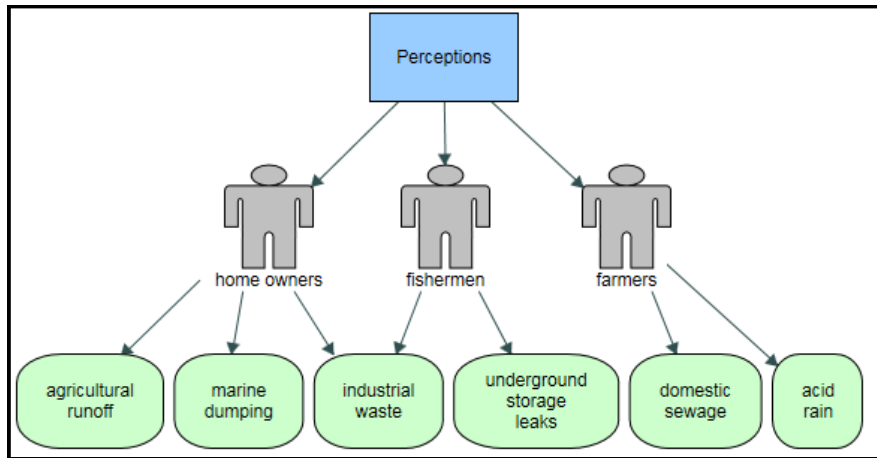 Perceptions
home owners
fishermen
farmers
agricultural
runoff
marine
dumping
industrial
waste
underground
storage
leaks
domestic
sewage
acid
rain